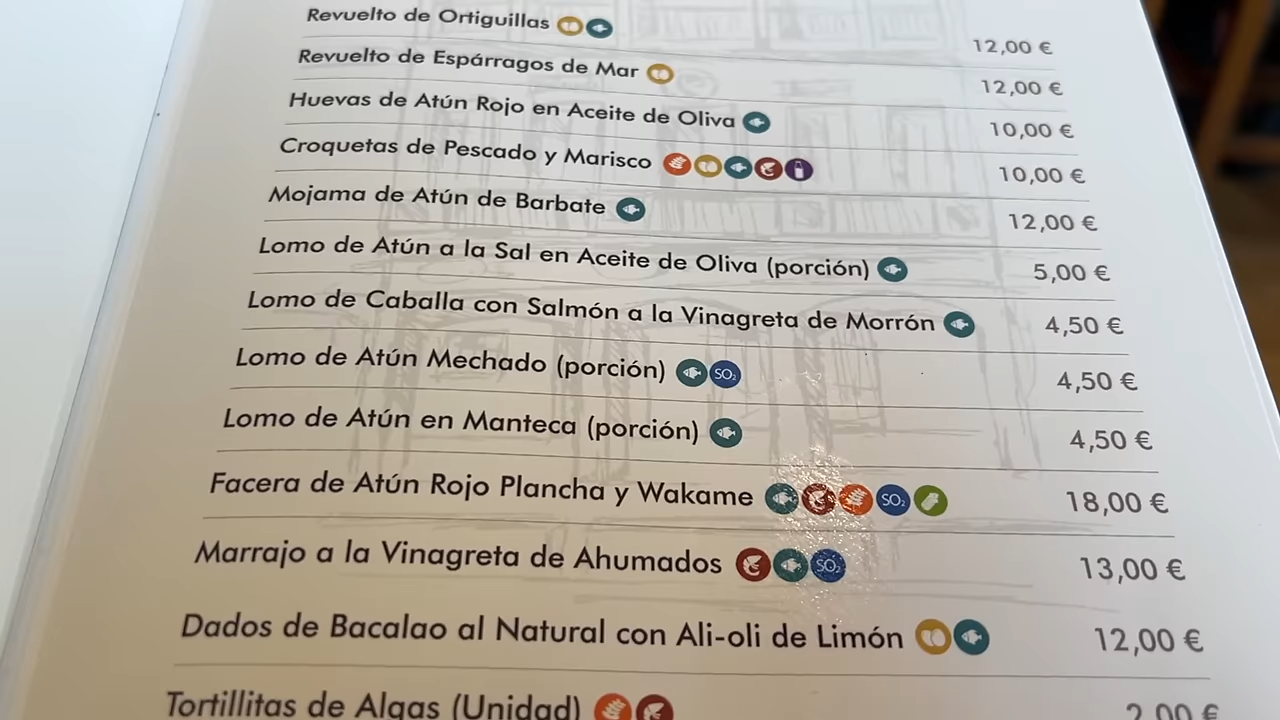 Revuelto de Ortiguillas 12,00 €
Revuelto de Espárragos de Mar 12,00 €
Huevas de Atún Rojo en Aceite de Oliva 10,00 €
Croquetas de Pescado y Marisco 10,00 €
Mojama de Atún de Barbate 12,00 €
Lomo de Atún a la Sal en Aceite de Oliva (porción) 5,00 €
Lomo de Caballa con Salmón a la Vinagreta de Morrón 4,50 €
Lomo de Atún Mechado (porción) SO₂ 4,50 €
Lomo de Atún en Manteca (porción) 4,50 €
Facera de Atún Rojo Plancha y Wakame SO₂ 18,00 €
Marrajo a la Vinagreta de Ahumados SO₂ 13,00 €
Dados de Bacalao al Natural con Ali-oli de Limón 12,00 €
Tortillitas de Algas (Unidad) 2,00 €